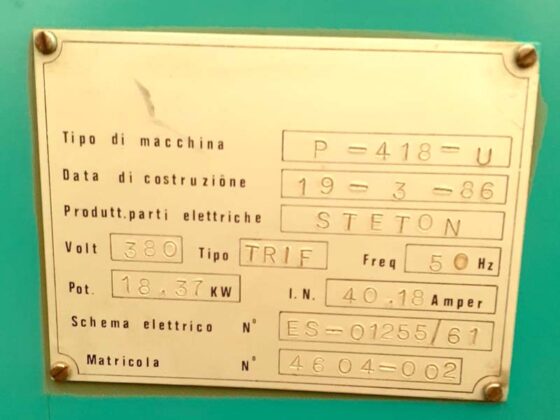 Tipo di macchina P-418-U
Data di costruziône 19-3-86
Produtt.parti elettriche STETON
Volt 380 Tipo TRIF Freq 50 Hz
Pot. 18.37 KW I.N. 40.18 Amper
Schema elettrico N° ES-01255/61
Matricola N° 4604-002